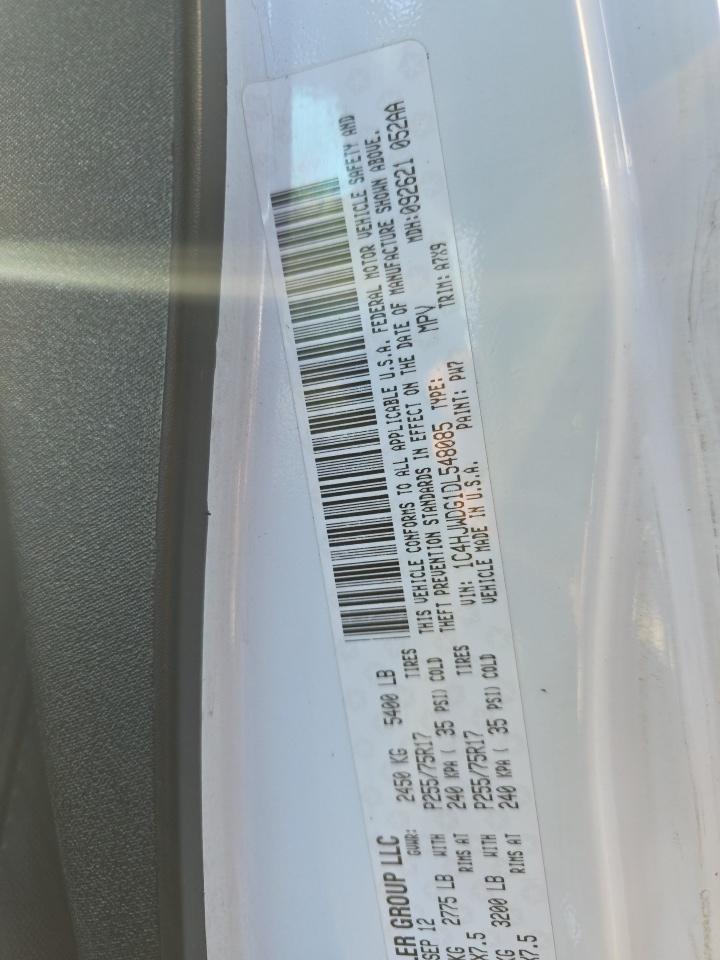 LER GROUP LLC
SEP 12 GVWR: 2450 KG 5400 LB
KG 2775 LB WITH P255/75R17 TIRES
X7.5 RIMS AT 240 KPA ( 35 PSI) COLD
KG 3200 LB WITH P255/75R17 TIRES
X7.5 RIMS AT 240 KPA ( 35 PSI) COLD
THIS VEHICLE CONFORMS TO ALL APPLICABLE U.S.A. FEDERAL MOTOR VEHICLE SAFETY AND
THEFT PREVENTION STANDARDS IN EFFECT ON THE DATE OF MANUFACTURE SHOWN ABOVE.
VIN: 1C4HJWDG1DL548085 TYPE: MPV MDH:092621 052AA
VEHICLE MADE IN U.S.A. PAINT: PW7 TRIM: A7X9